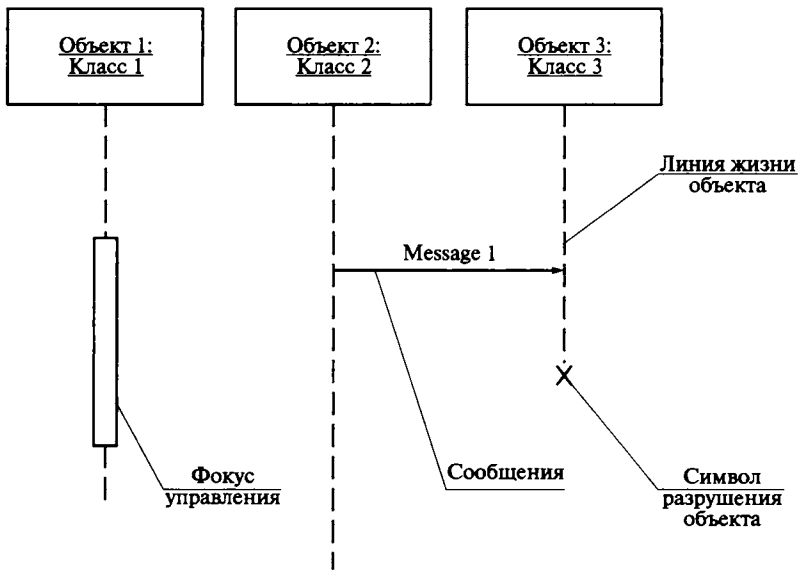 Объект 1:
Класс 1
Объект 2:
Класс 2
Объект 3:
Класс 3
Линия жизни
объекта
Message 1
Фокус
управления
Сообщения
Символ
разрушения
объекта